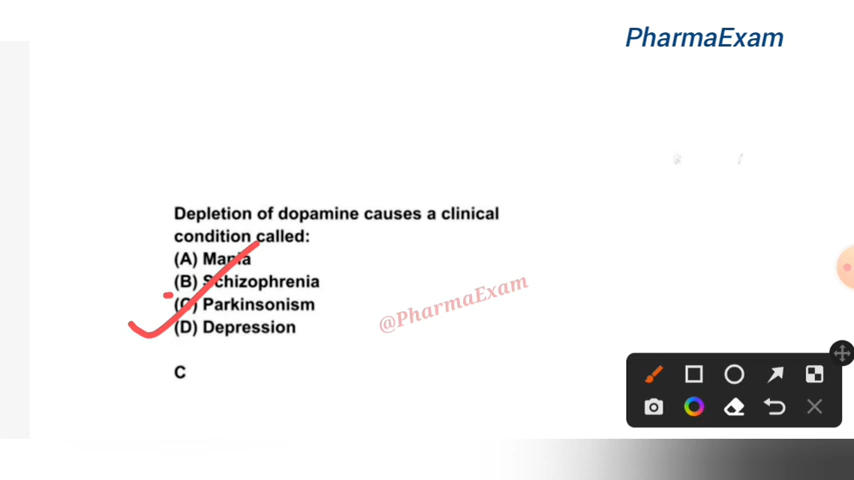 PharmaExam
Depletion of dopamine causes a clinical
condition called:
(A) Mania
(B) Schizophrenia
(C) Parkinsonism
(D) Depression
@PharmaExam
C